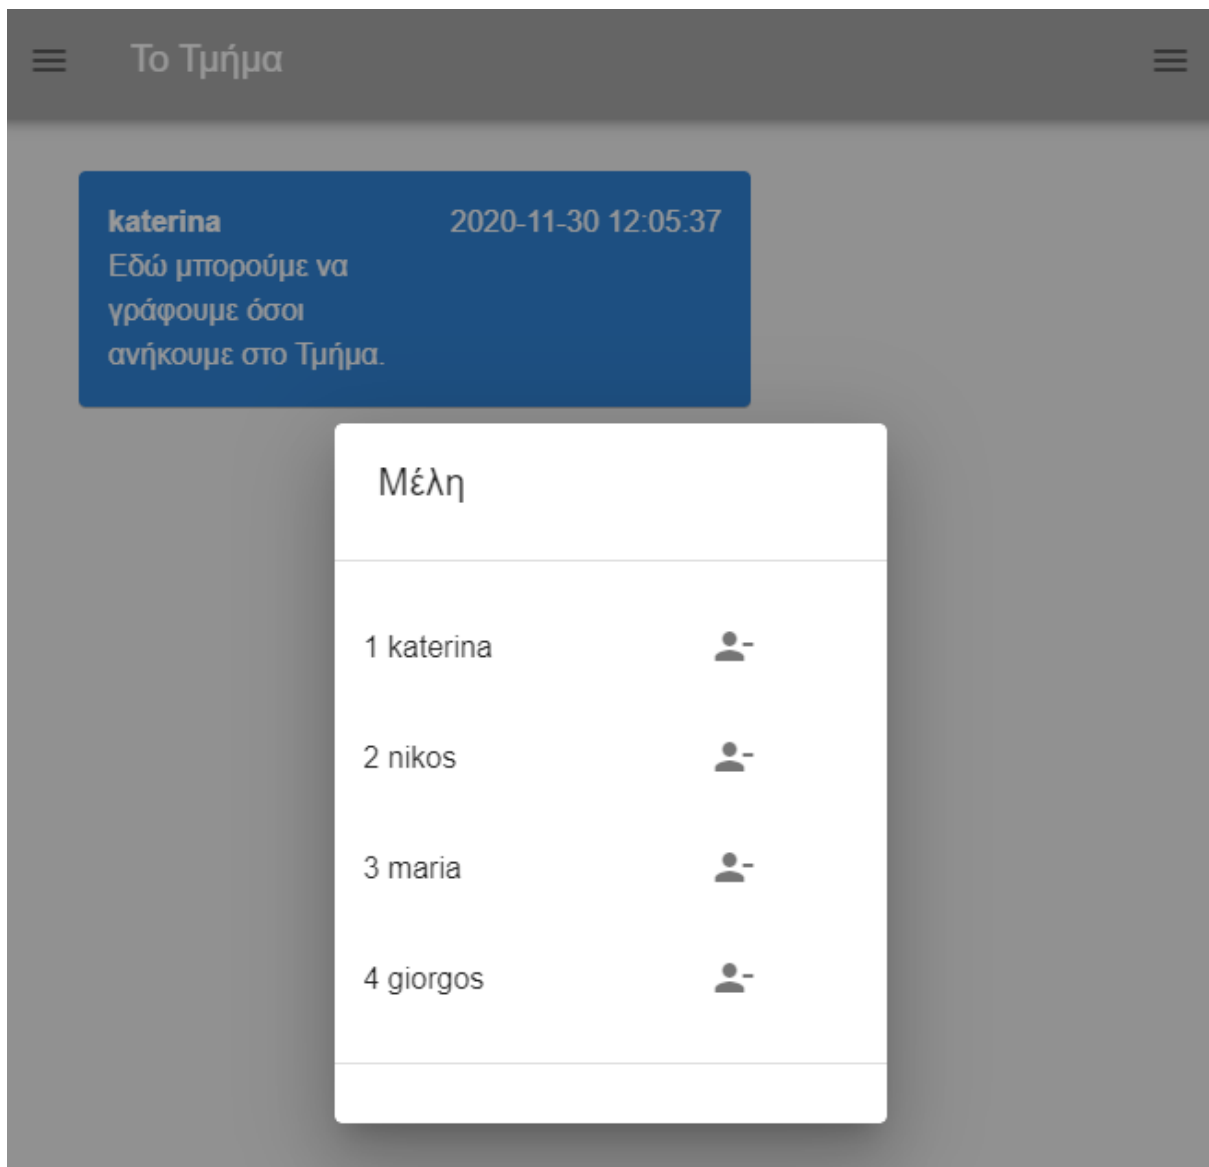 Το Τμήμα
katerina 2020-11-30 12:05:37
Εδώ μπορούμε να
γράφουμε όσοι
ανήκουμε στο Τμήμα.
Μέλη
1 katerina
2 nikos
3 maria
4 giorgos